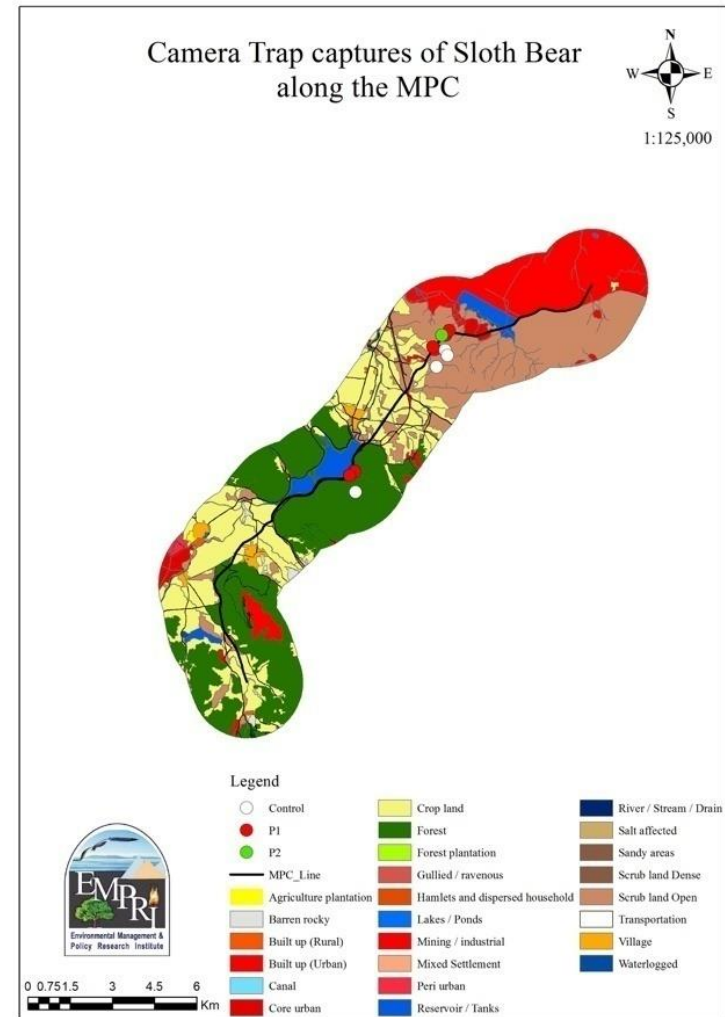 Camera Trap captures of Sloth Bear
along the MPC
N
W E
S
1:125,000
Legend
Control
P1
P2
MPC_Line
Agriculture plantation
Barren rocky
Built up (Rural)
Built up (Urban)
Canal
Core urban
Crop land
Forest
Forest plantation
Gullied / ravenous
Hamlets and dispersed household
Lakes / Ponds
Mining / industrial
Mixed Settlement
Peri urban
Reservoir / Tanks
River / Stream / Drain
Salt affected
Sandy areas
Scrub land Dense
Scrub land Open
Transportation
Village
Waterlogged
EMPRI
Environmental Management &
Policy Research Institute
0 0.75 1.5 3 4.5 6
Km